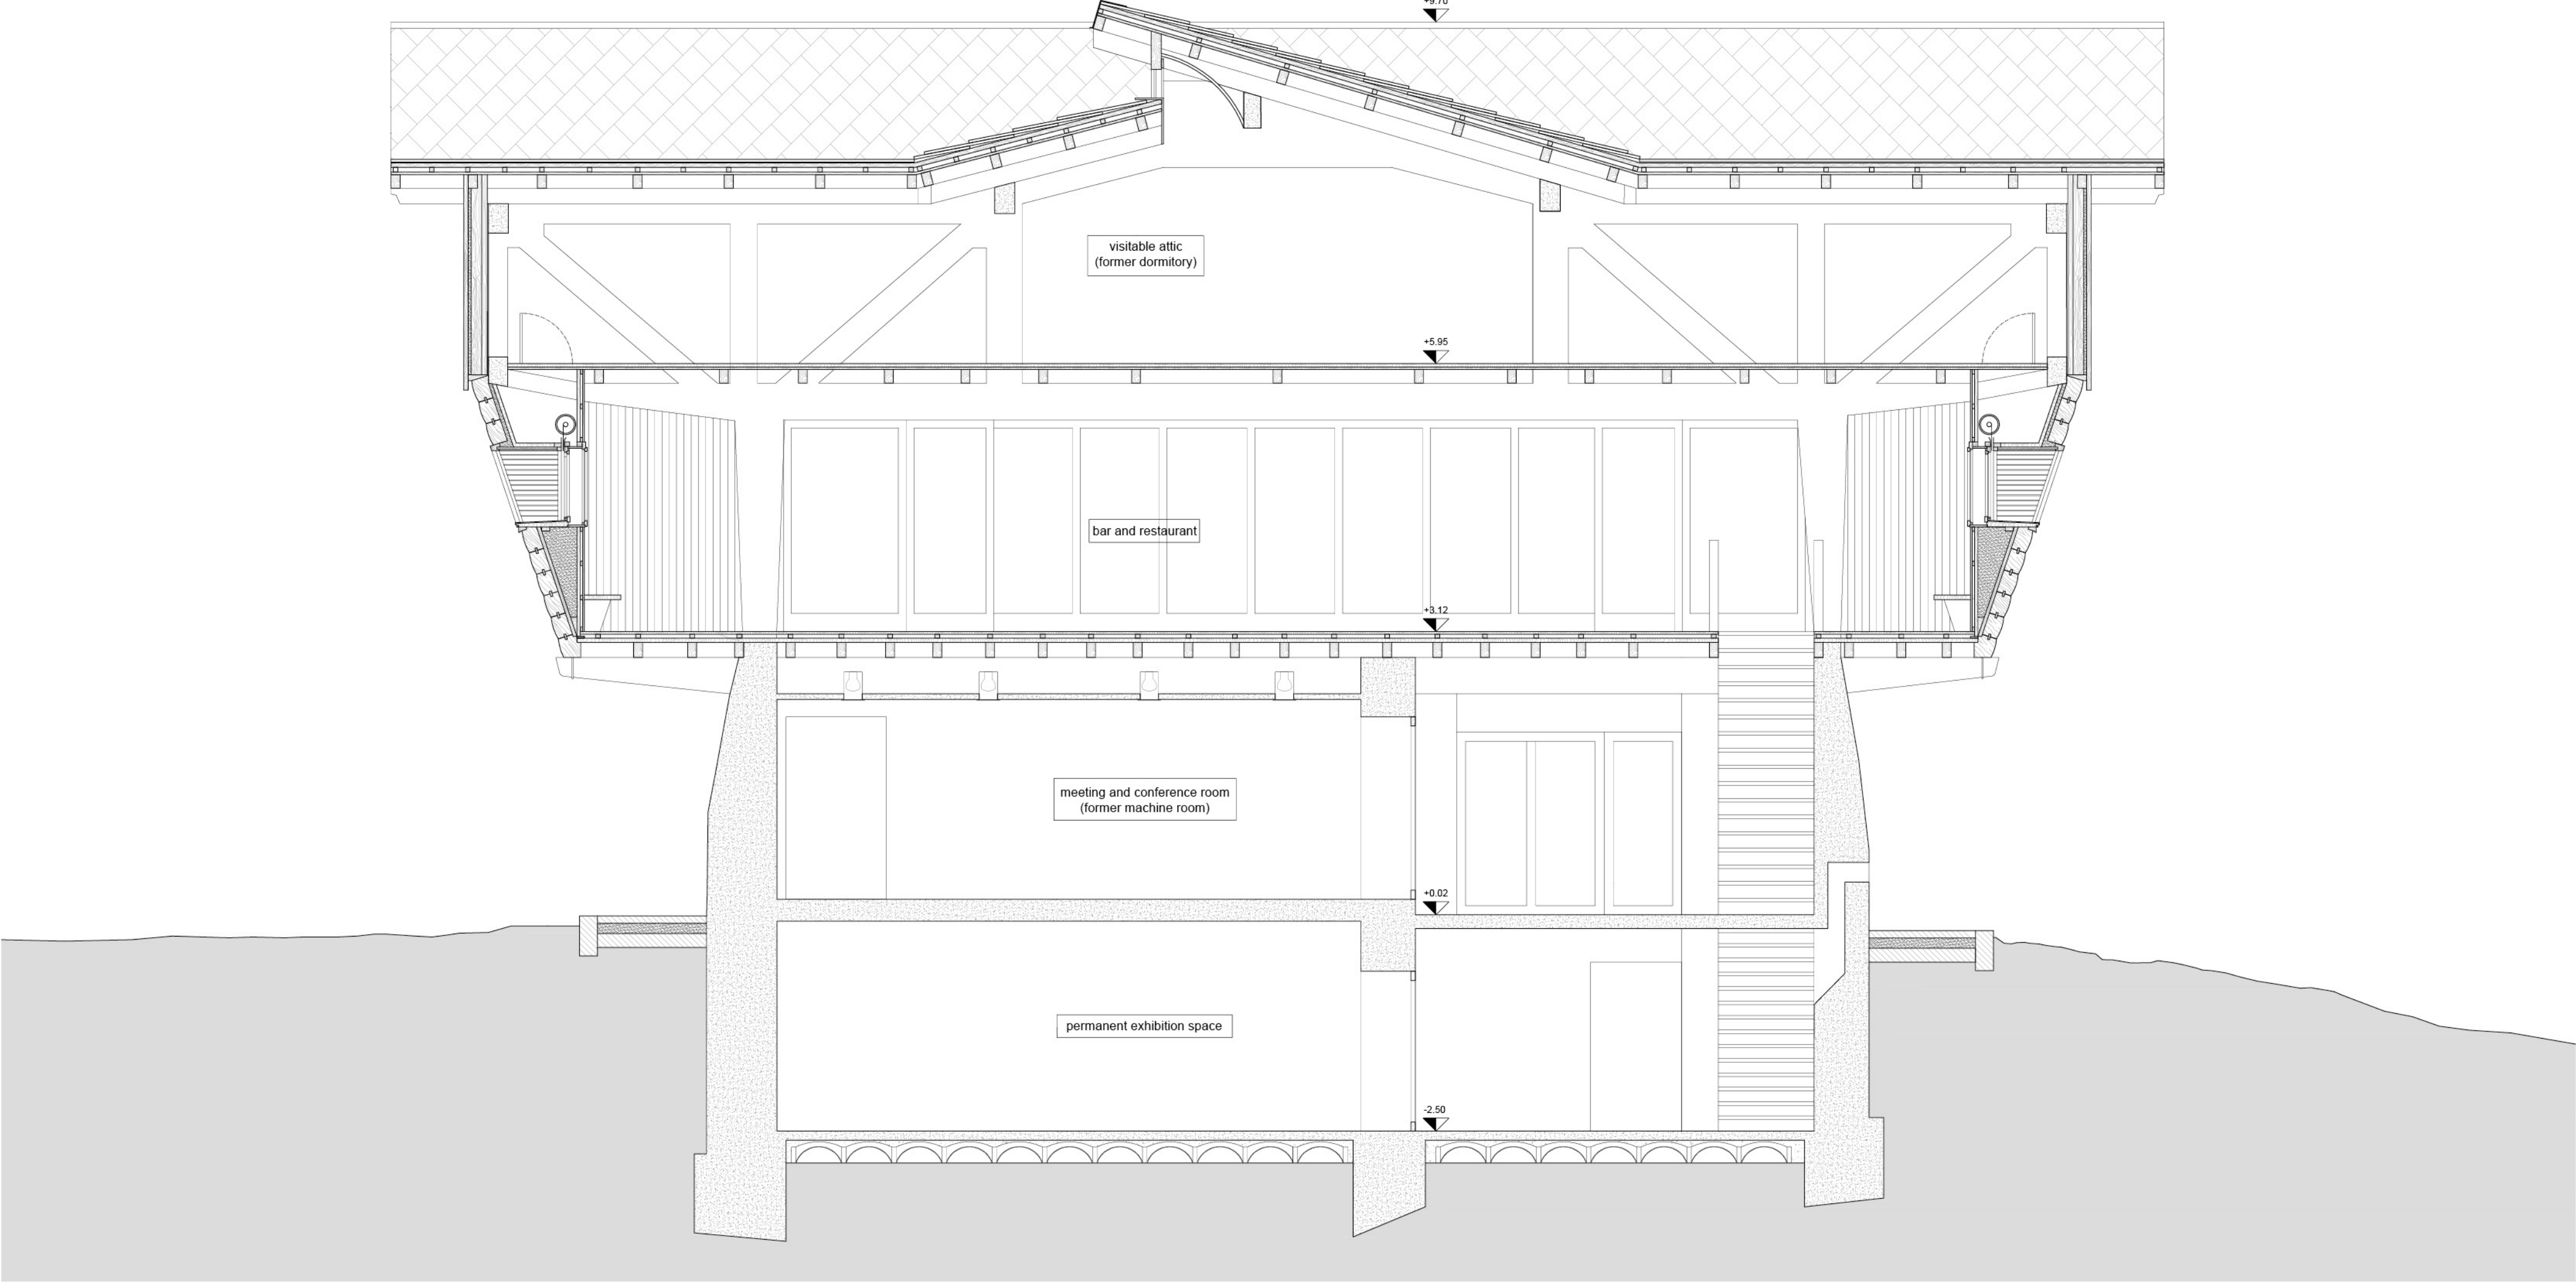 +9.70
visitable attic
(former dormitory)
+5.95
bar and restaurant
+3.12
meeting and conference room
(former machine room)
+0.02
permanent exhibition space
-2.50